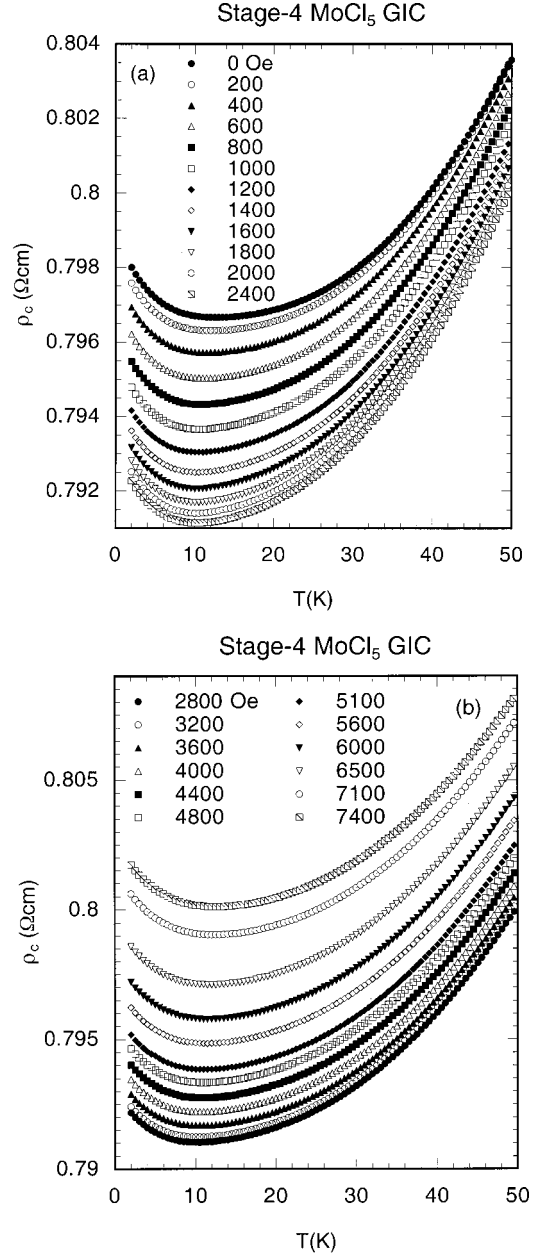 Stage-4 MoCl₅ GIC
(a)
0 Oe
200
400
600
800
1000
1200
1400
1600
1800
2000
2400
0.804
0.802
0.8
0.798
0.796
0.794
0.792
ρc (Ωcm)
0 10 20 30 40 50
T(K)
Stage-4 MoCl₅ GIC
(b)
2800 Oe 5100
3200 5600
3600 6000
4000 6500
4400 7100
4800 7400
0.805
0.8
0.795
0.79
ρc (Ωcm)
0 10 20 30 40 50
T(K)